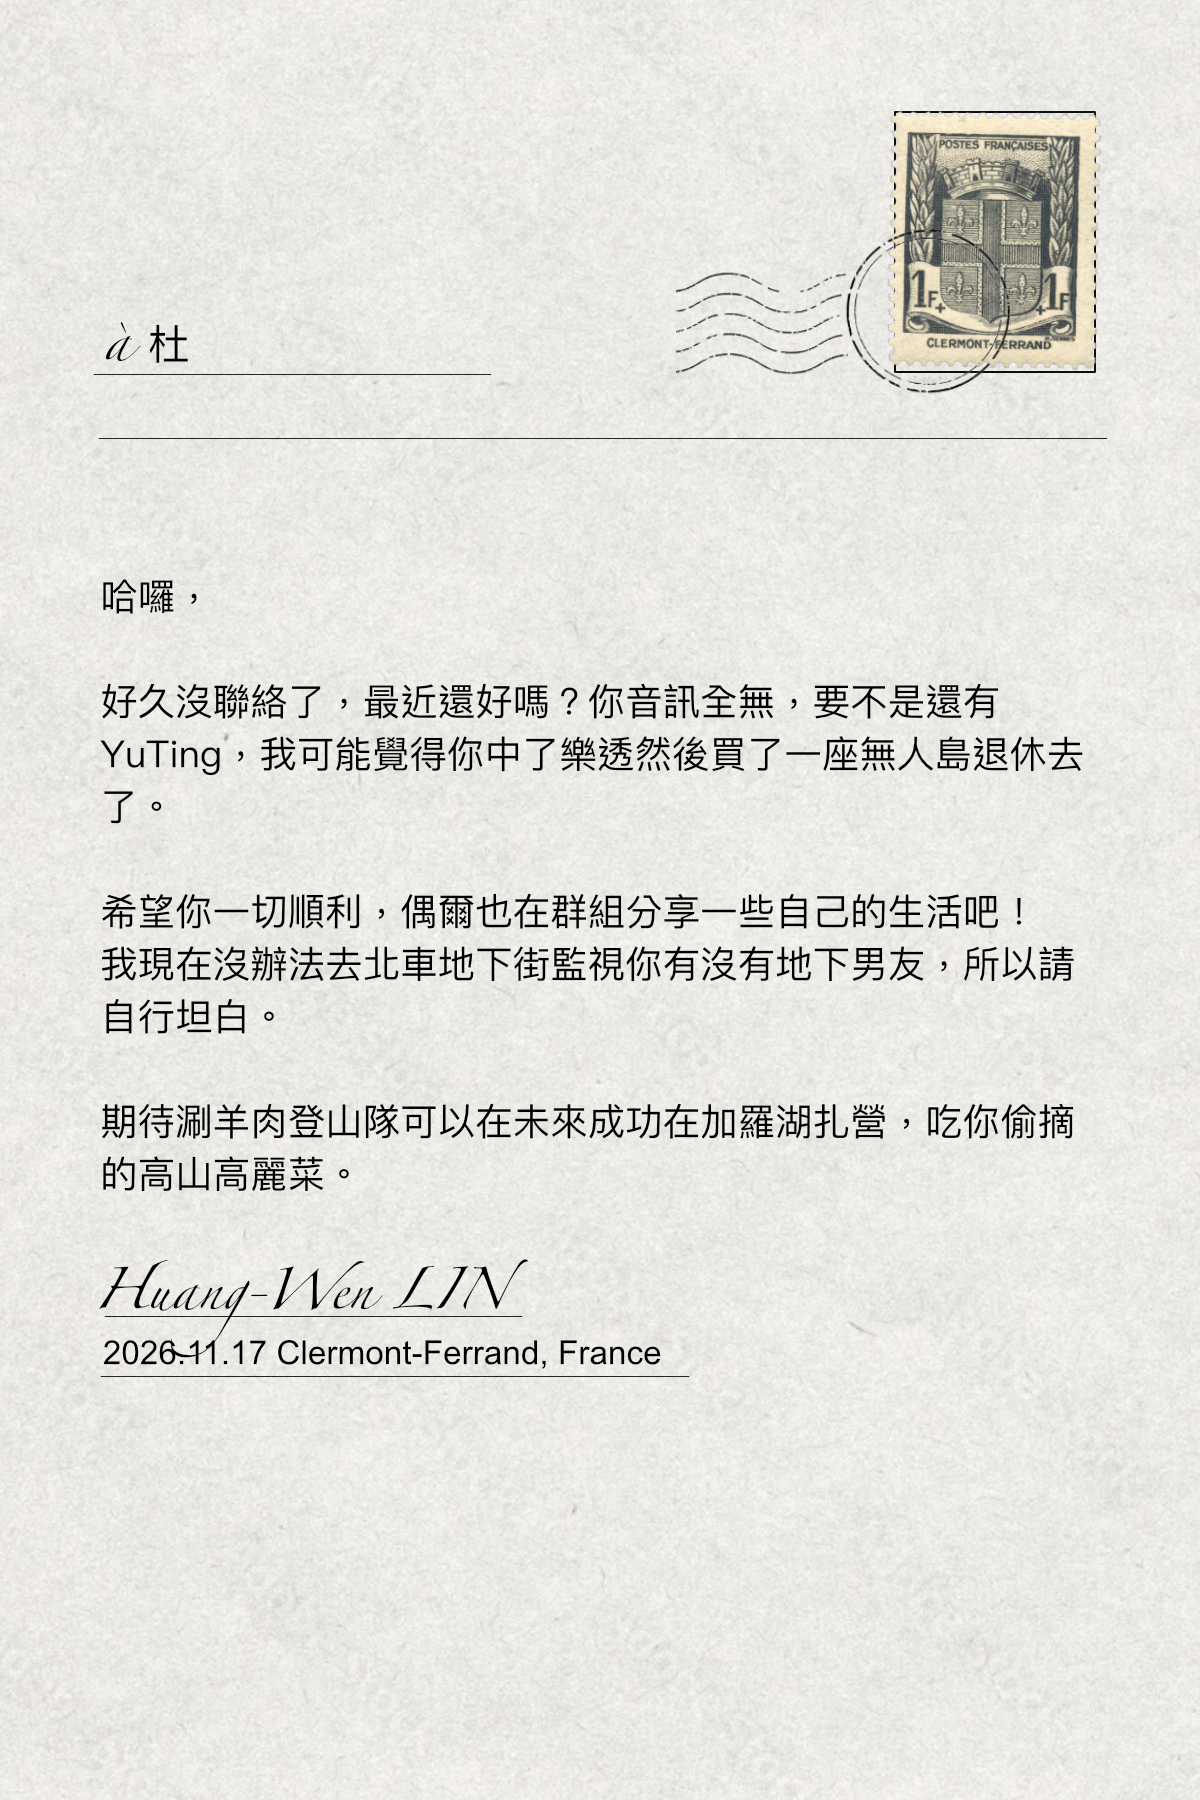 POSTES FRANÇAISES
1F+
+1F
CLERMONT-FERRAND
à 杜
哈囉，
好久沒聯絡了，最近還好嗎？你音訊全無，要不是還有
YuTing，我可能覺得你中了樂透然後買了一座無人島退休去
了。
希望你一切順利，偶爾也在群組分享一些自己的生活吧！
我現在沒辦法去北車地下街監視你有沒有地下男友，所以請
自行坦白。
期待涮羊肉登山隊可以在未來成功在加羅湖扎營，吃你偷摘
的高山高麗菜。
Huang-Wen LIN
2026.11.17 Clermont-Ferrand, France